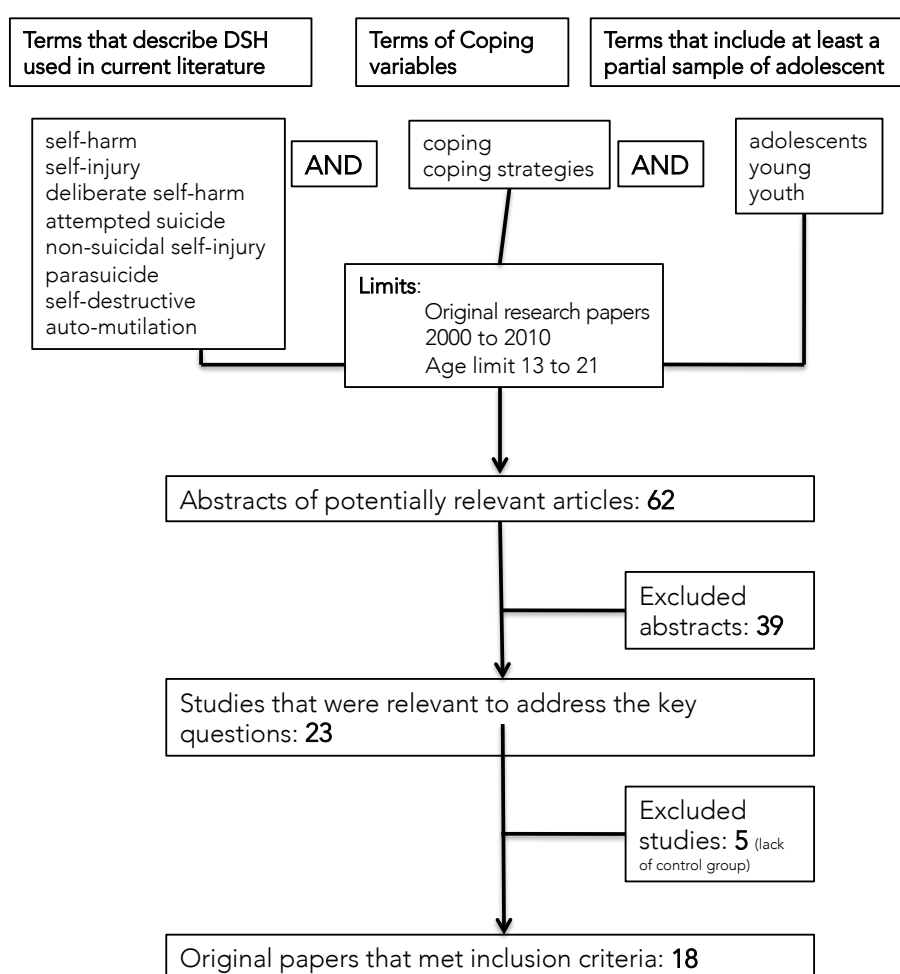 Terms that describe DSH
used in current literature
Terms of Coping
variables
Terms that include at least a
partial sample of adolescent
self-harm
self-injury
deliberate self-harm
attempted suicide
non-suicidal self-injury
parasuicide
self-destructive
auto-mutilation
AND
coping
coping strategies
AND
adolescents
young
youth
Limits:
Original research papers
2000 to 2010
Age limit 13 to 21
Abstracts of potentially relevant articles: 62
Excluded
abstracts: 39
Studies that were relevant to address the key
questions: 23
Excluded
studies: 5 (lack
of control group)
Original papers that met inclusion criteria: 18